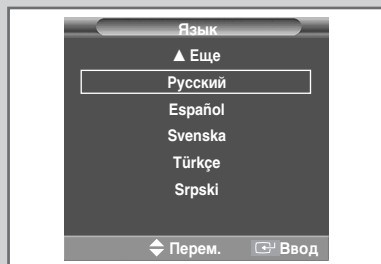 Язык
▲ Еще
Русский
Español
Svenska
Türkçe
Srpski
Перем. Ввод